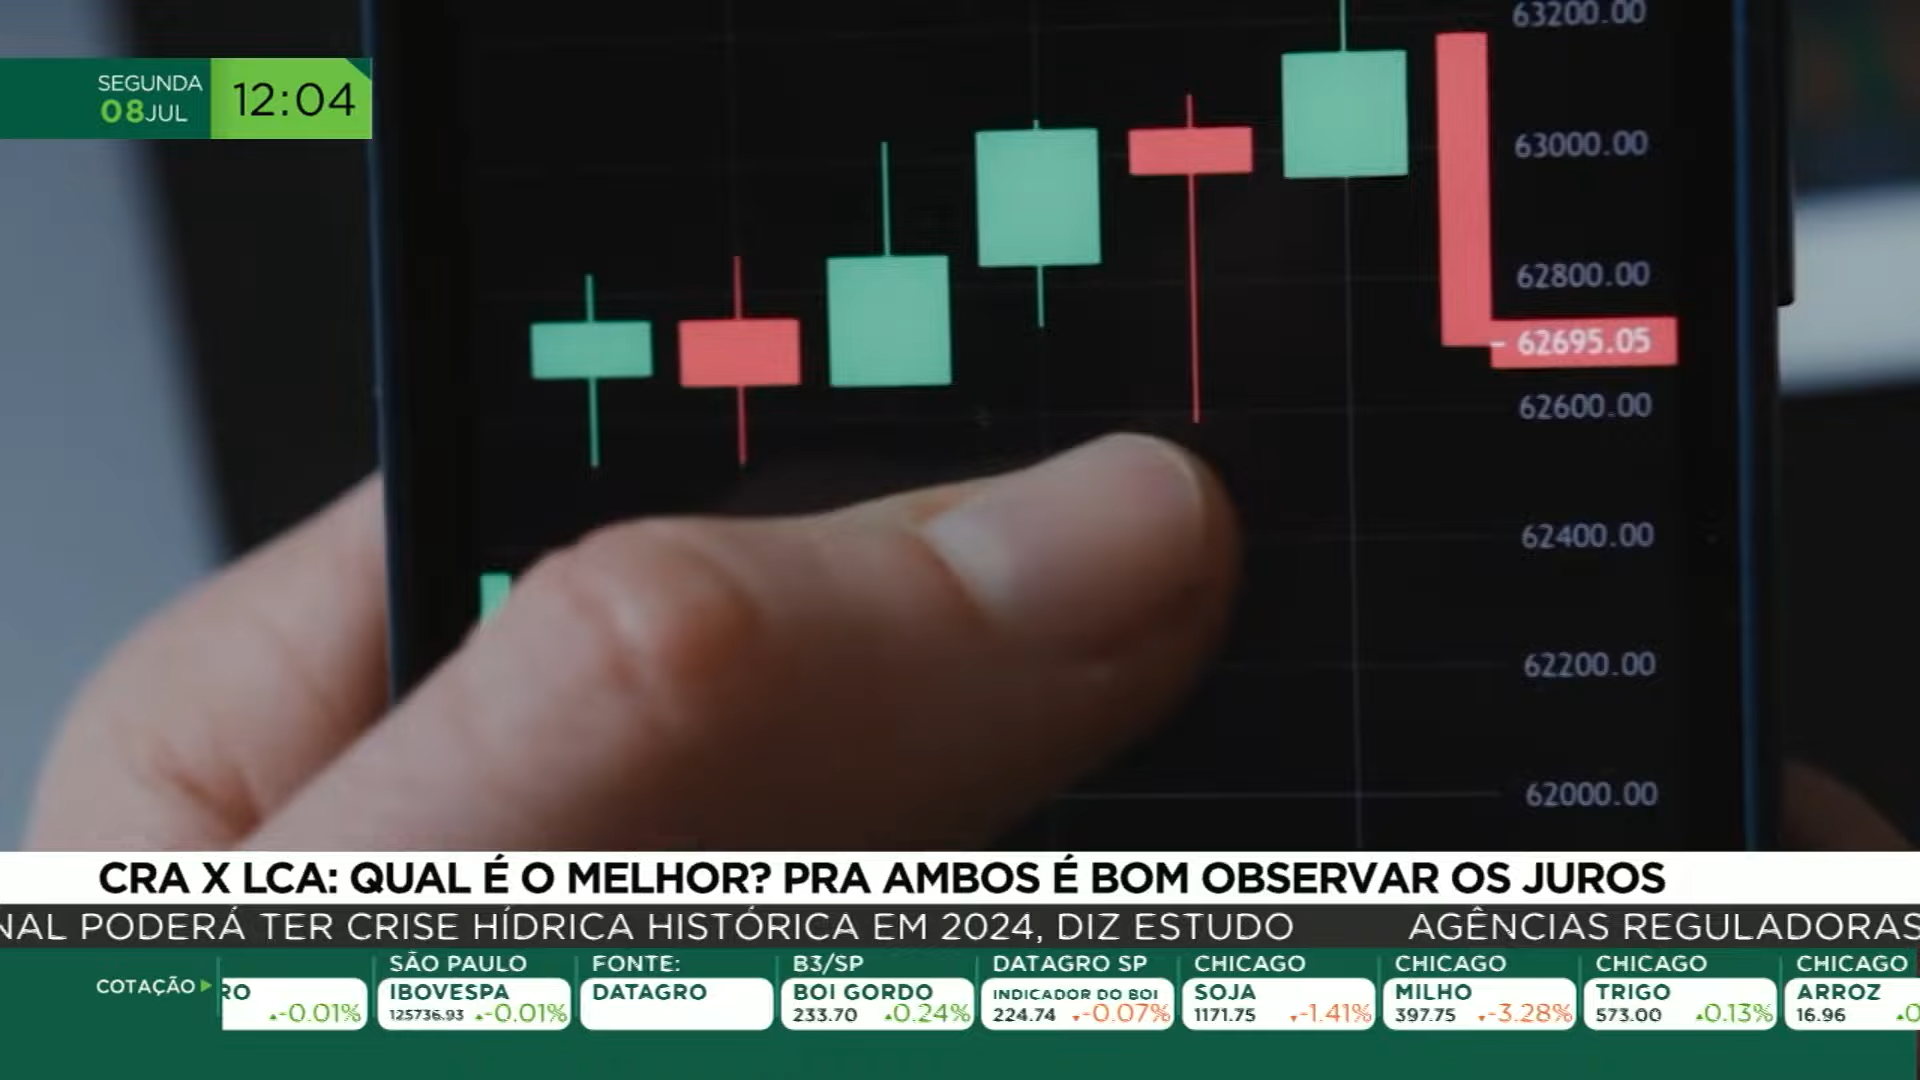 SEGUNDA
08JUL
12:04
63200.00
63000.00
62800.00
62695.05
62600.00
62400.00
62200.00
62000.00
CRA X LCA: QUAL É O MELHOR? PRA AMBOS É BOM OBSERVAR OS JUROS
NAL PODERÁ TER CRISE HÍDRICA HISTÓRICA EM 2024, DIZ ESTUDO AGÊNCIAS REGULADORAS
COTAÇÃO
RO
-0.01%
SÃO PAULO
IBOVESPA
125736.93 -0.01%
FONTE:
DATAGRO
B3/SP
BOI GORDO
233.70 0.24%
DATAGRO SP
INDICADOR DO BOI
224.74 -0.07%
CHICAGO
SOJA
1171.75 -1.41%
CHICAGO
MILHO
397.75 -3.28%
CHICAGO
TRIGO
573.00 0.13%
CHICAGO
ARROZ
16.96 0